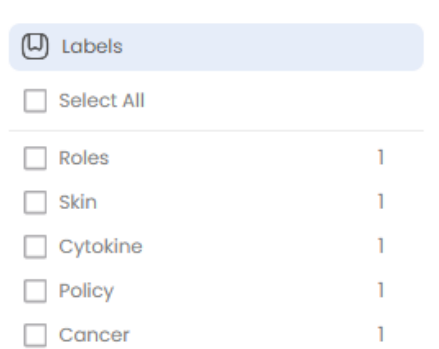 Labels
Select All
Roles 1
Skin 1
Cytokine 1
Policy 1
Cancer 1